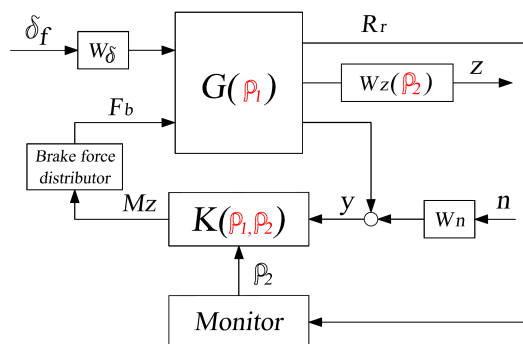 δf
Wδ
G(ρ1)
Rr
Wz(ρ2)
z
Fb
Brake force
distributor
Mz
K(ρ1,ρ2)
y
Wn
n
ρ2
Monitor